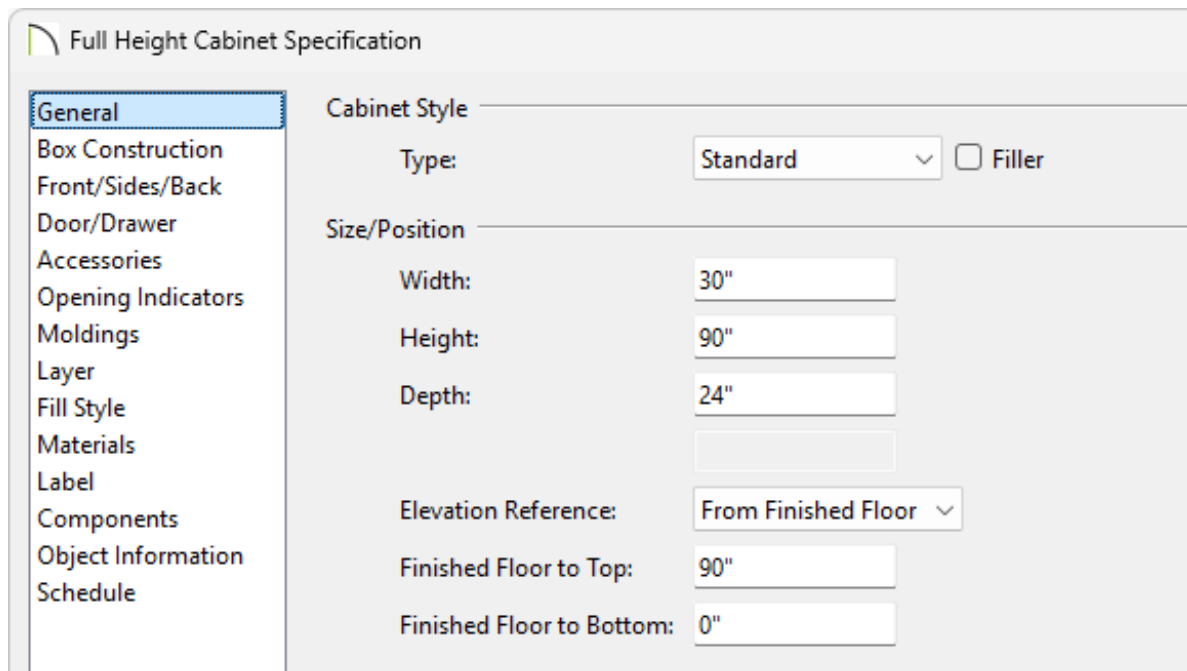 Full Height Cabinet Specification
General
Box Construction
Front/Sides/Back
Door/Drawer
Accessories
Opening Indicators
Moldings
Layer
Fill Style
Materials
Label
Components
Object Information
Schedule
Cabinet Style
Type: Standard Filler
Size/Position
Width: 30"
Height: 90"
Depth: 24"
Elevation Reference: From Finished Floor
Finished Floor to Top: 90"
Finished Floor to Bottom: 0"